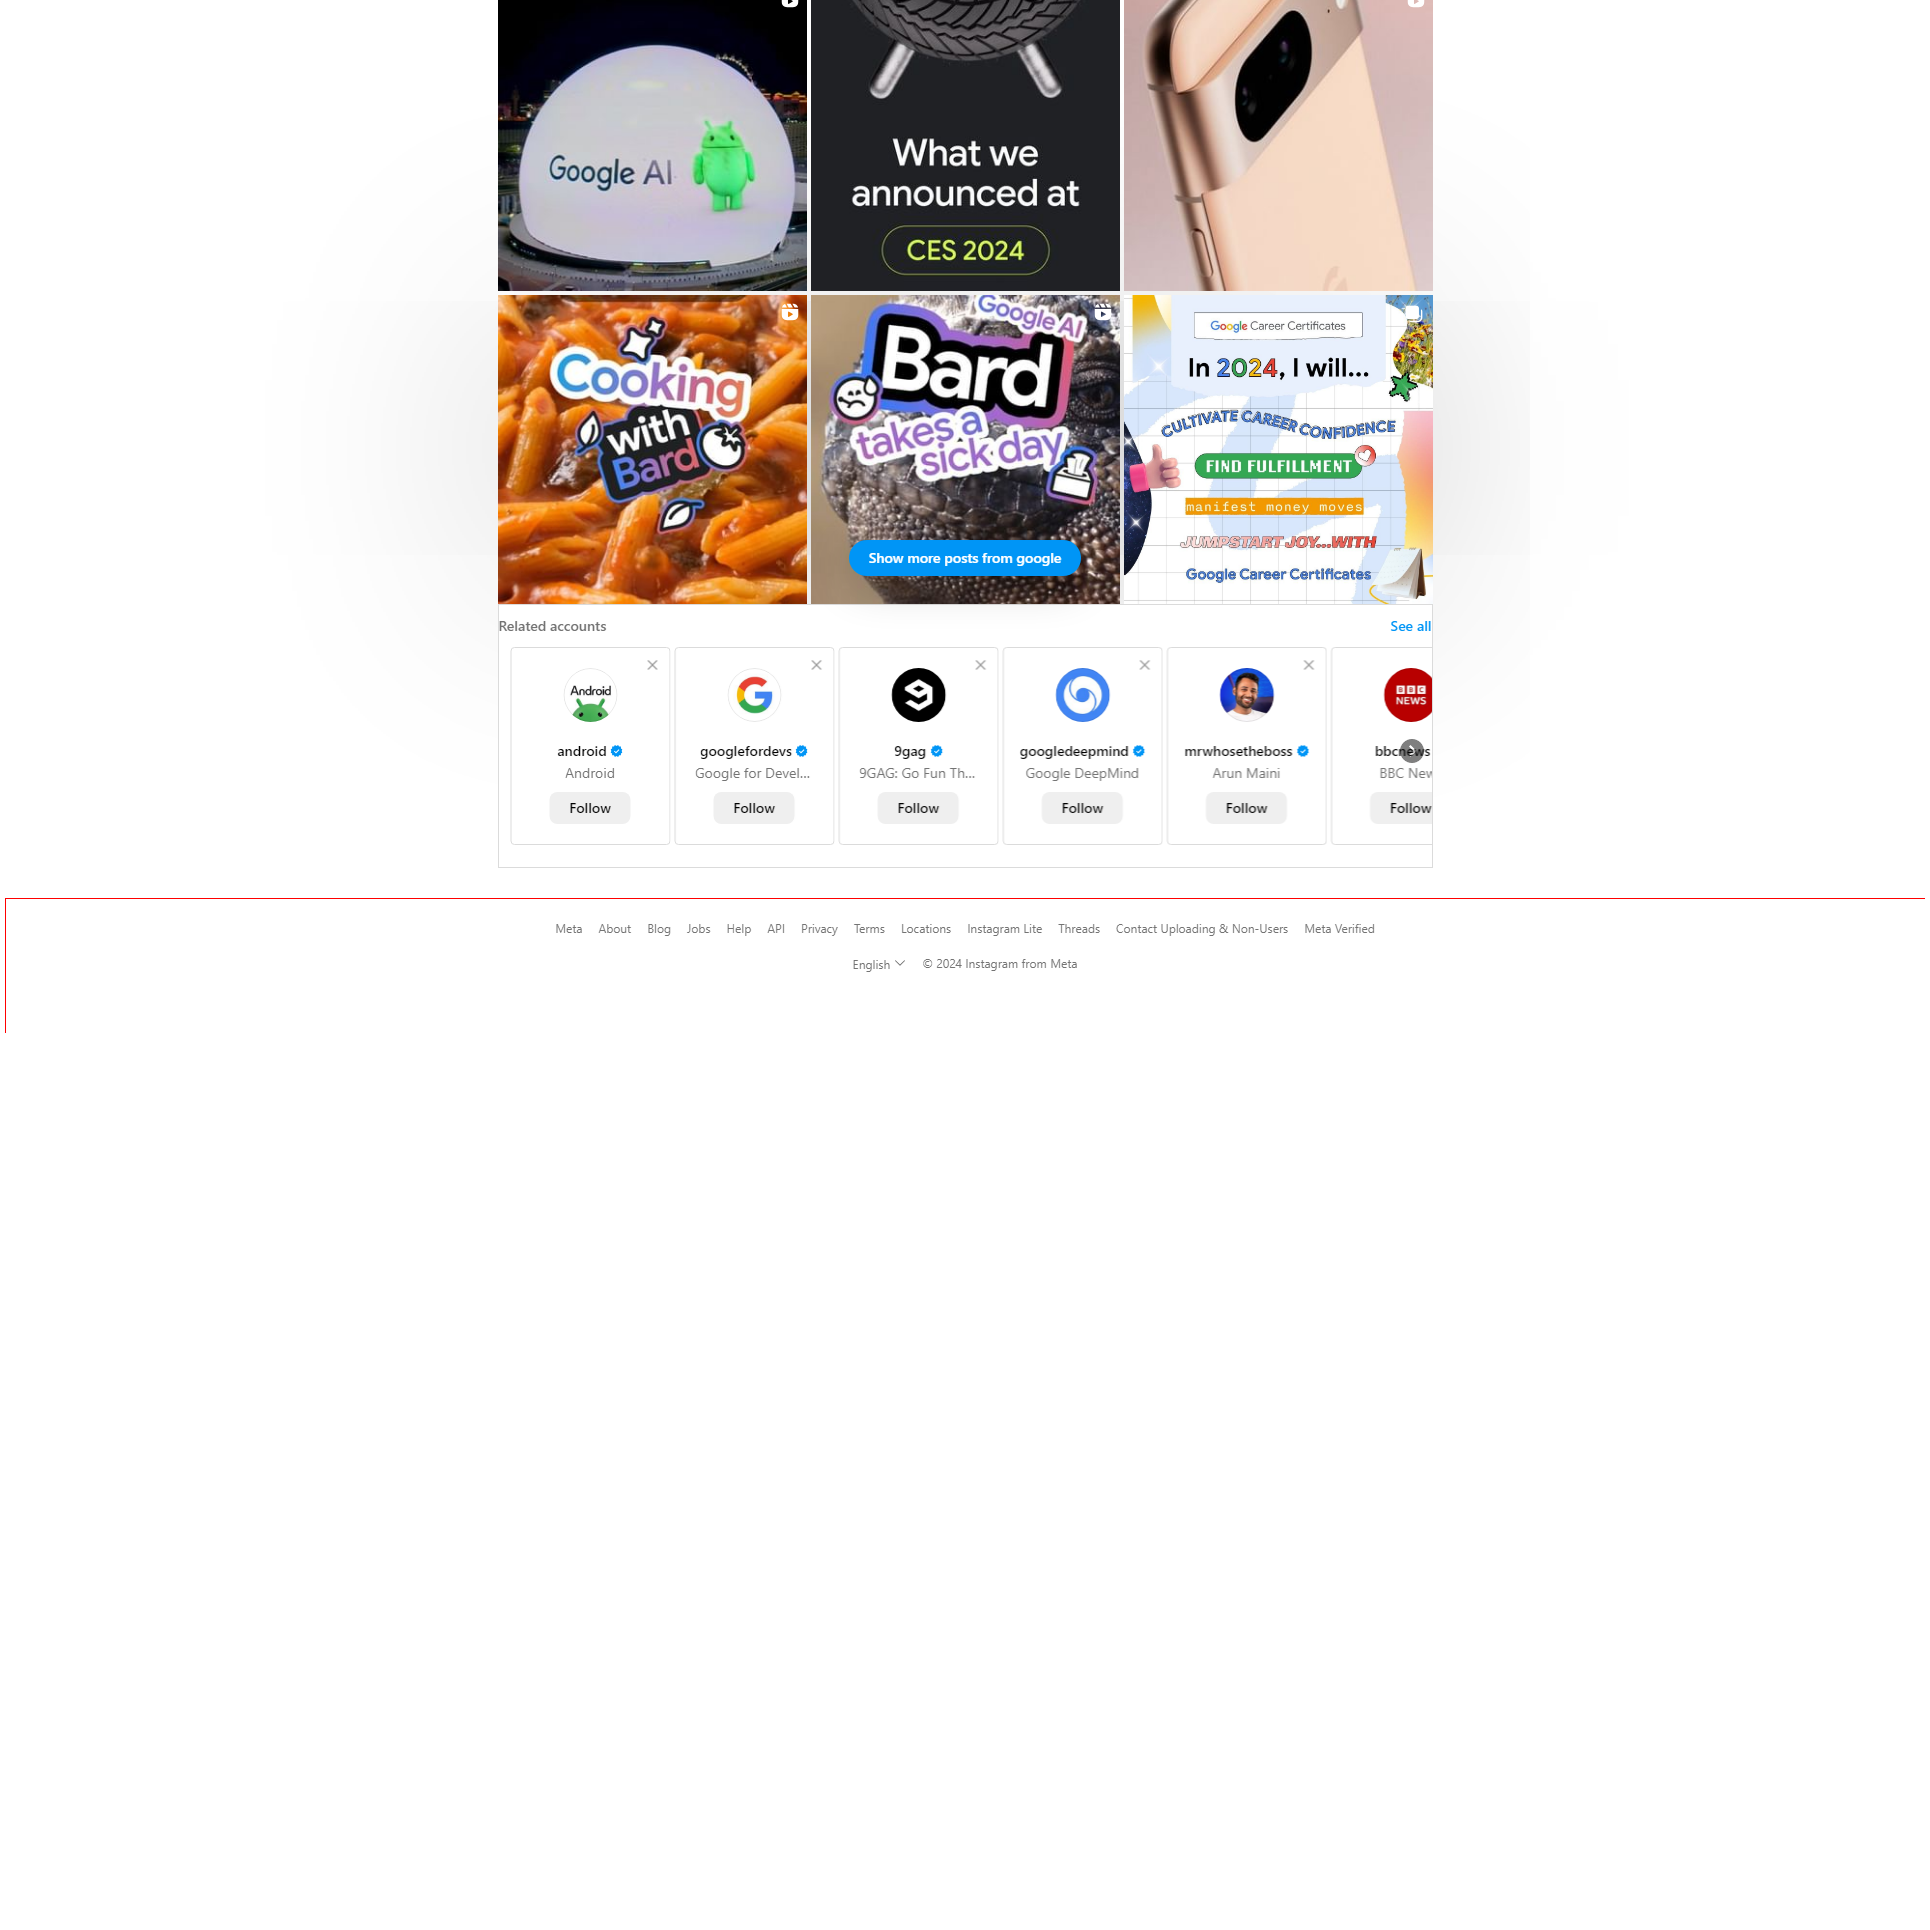 Google AI
What we
announced at
CES 2024
Cooking
with
Bard
Google AI
Bard
takes a
sick day
Google Career Certificates
In 2024, I will...
CULTIVATE CAREER CONFIDENCE
FIND FULFILLMENT
manifest money moves
JUMPSTART JOY...WITH
Google Career Certificates
Show more posts from google
Related accounts
See all
Android
android
Android
Follow
googlefordevs
Google for Devel...
Follow
9gag
9GAG: Go Fun Th...
Follow
googledeepmind
Google DeepMind
Follow
mrwhosetheboss
Arun Maini
Follow
BBC
NEWS
bbcnews
BBC New
Follow
Meta About Blog Jobs Help API Privacy Terms Locations Instagram Lite Threads Contact Uploading & Non-Users Meta Verified
English © 2024 Instagram from Meta